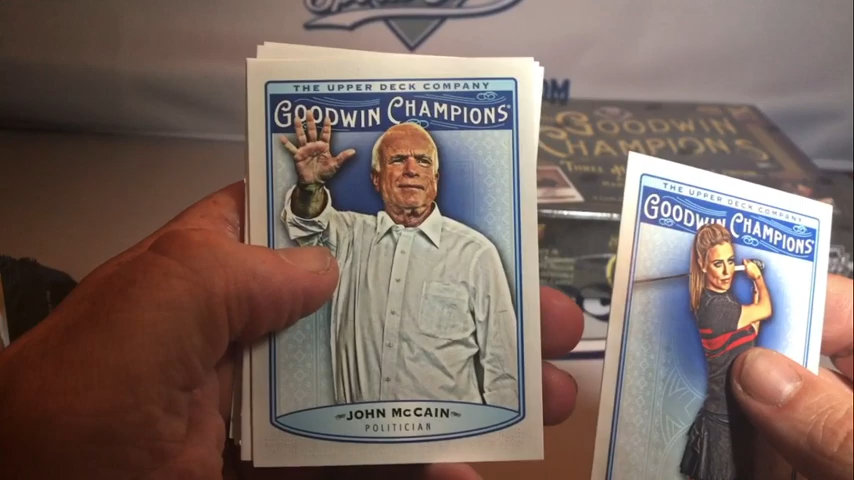 THE UPPER DECK COMPANY
GOODWIN CHAMPIONS
JOHN McCAIN
POLITICIAN
THE UPPER DECK COMPANY
GOODWIN CHAMPIONS
GOODWIN
CHAMPIONS